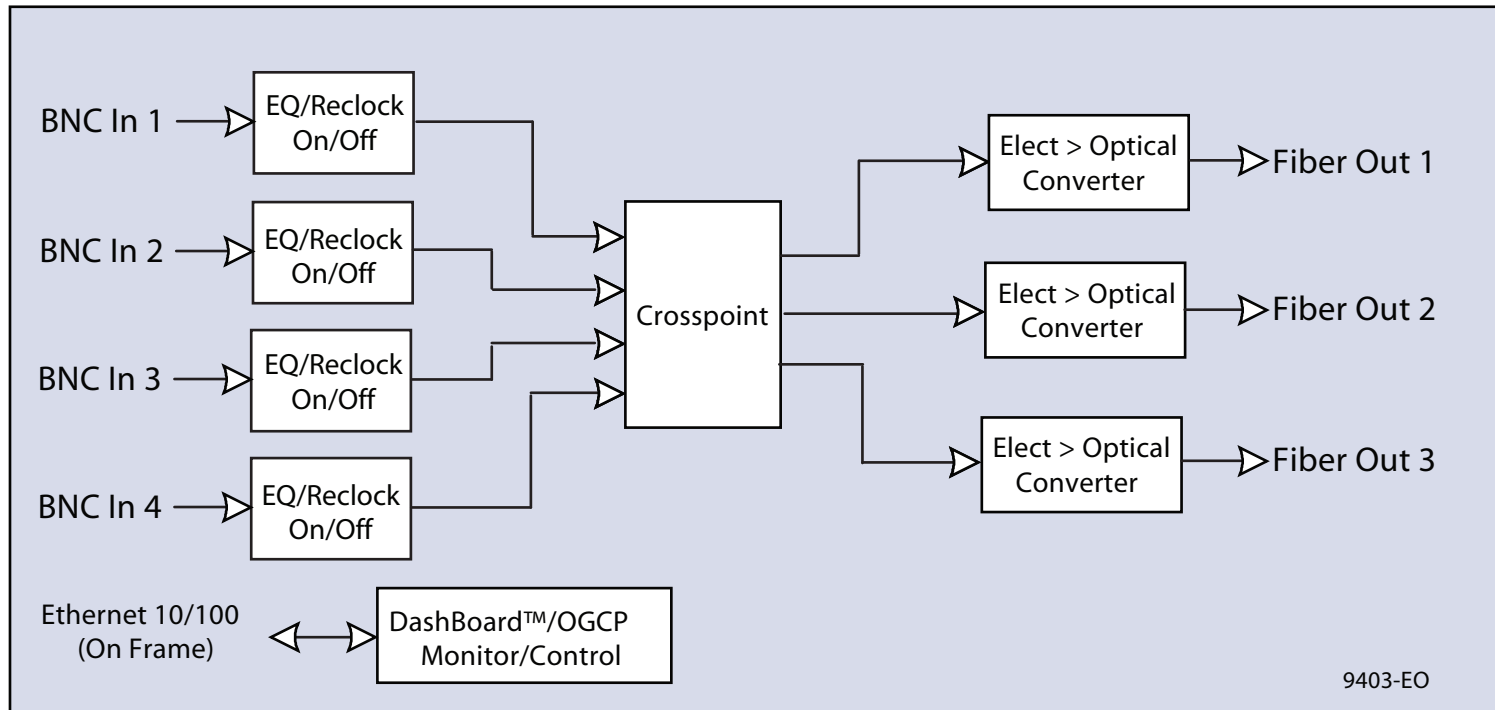 BNC In 1
EQ/Reclock
On/Off
BNC In 2
EQ/Reclock
On/Off
BNC In 3
EQ/Reclock
On/Off
BNC In 4
EQ/Reclock
On/Off
Crosspoint
Elect > Optical
Converter
Fiber Out 1
Elect > Optical
Converter
Fiber Out 2
Elect > Optical
Converter
Fiber Out 3
Ethernet 10/100
(On Frame)
DashBoard™/OGCP
Monitor/Control
9403-EO